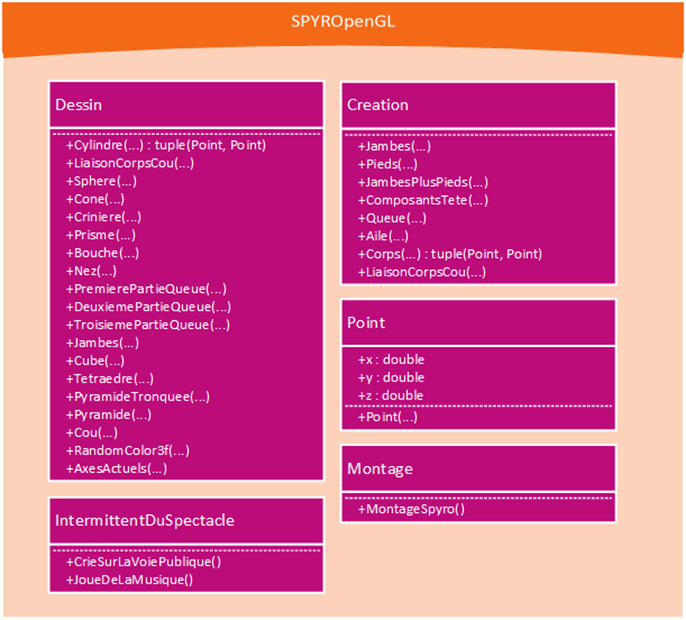 SPYROpenGL
Dessin
+Cylindre(...) : tuple(Point, Point)
+LiaisonCorpsCou(...)
+Sphere(...)
+Cone(...)
+Criniere(...)
+Prisme(...)
+Bouche(...)
+Nez(...)
+PremierePartieQueue(...)
+DeuxiemePartieQueue(...)
+TroisiemePartieQueue(...)
+Jambes(...)
+Cube(...)
+Tetraedre(...)
+PyramideTronquee(...)
+Pyramide(...)
+Cou(...)
+RandomColor3f(...)
+AxesActuels(...)
IntermittentDuSpectacle
+CrieSurLaVoiePublique()
+JoueDeLaMusique()
Creation
+Jambes(...)
+Pieds(...)
+JambesPlusPieds(...)
+ComposantsTete(...)
+Queue(...)
+Aile(...)
+Corps(...) : tuple(Point, Point)
+LiaisonCorpsCou(...)
Point
+x : double
+y : double
+z : double
+Point(...)
Montage
+MontageSpyro()